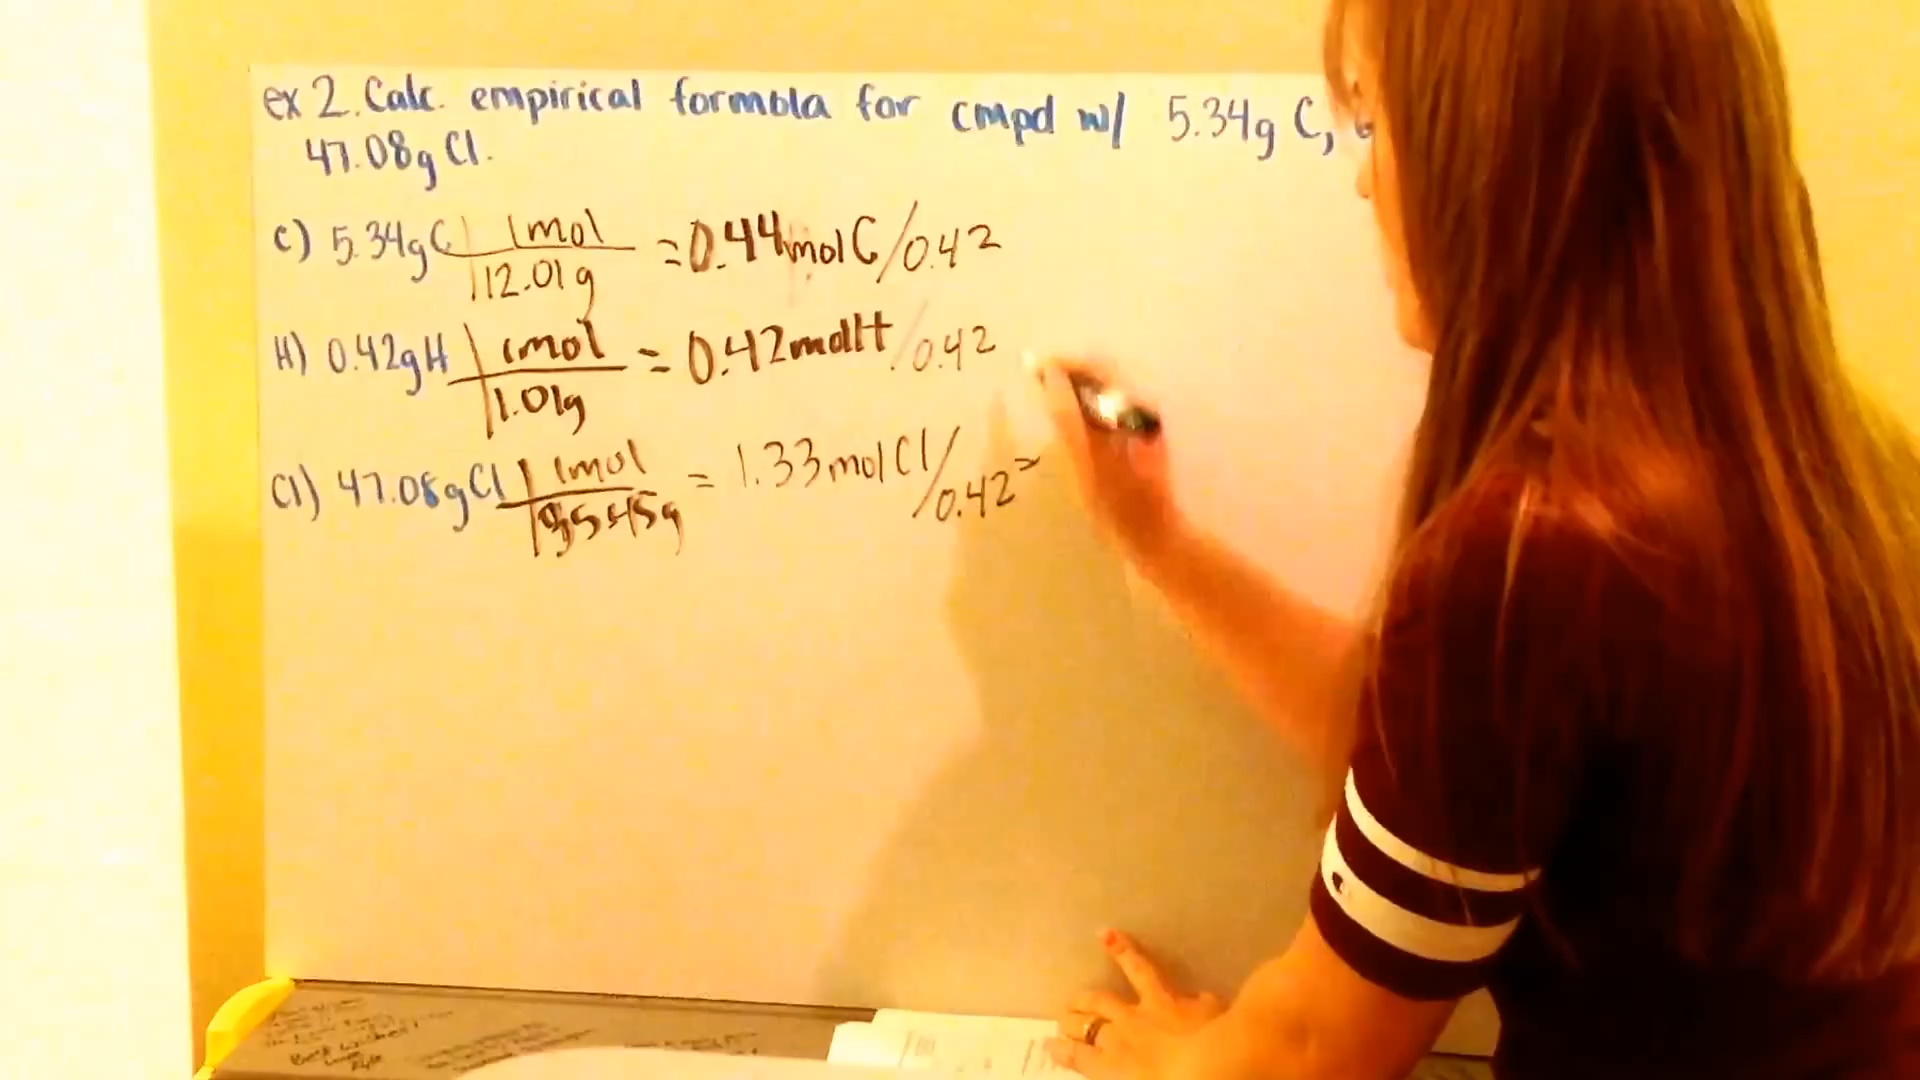 ex 2. Calc. empirical formula for cmpd w/ 5.34g C,
47.08g Cl.
C) 5.34g C | 1mol = 0.44 mol C / 0.42
12.01g
H) 0.42g H | 1mol = 0.42 mol H / 0.42
1.01g
Cl) 47.08g Cl | 1mol = 1.33 mol Cl / 0.42 =
35.45g